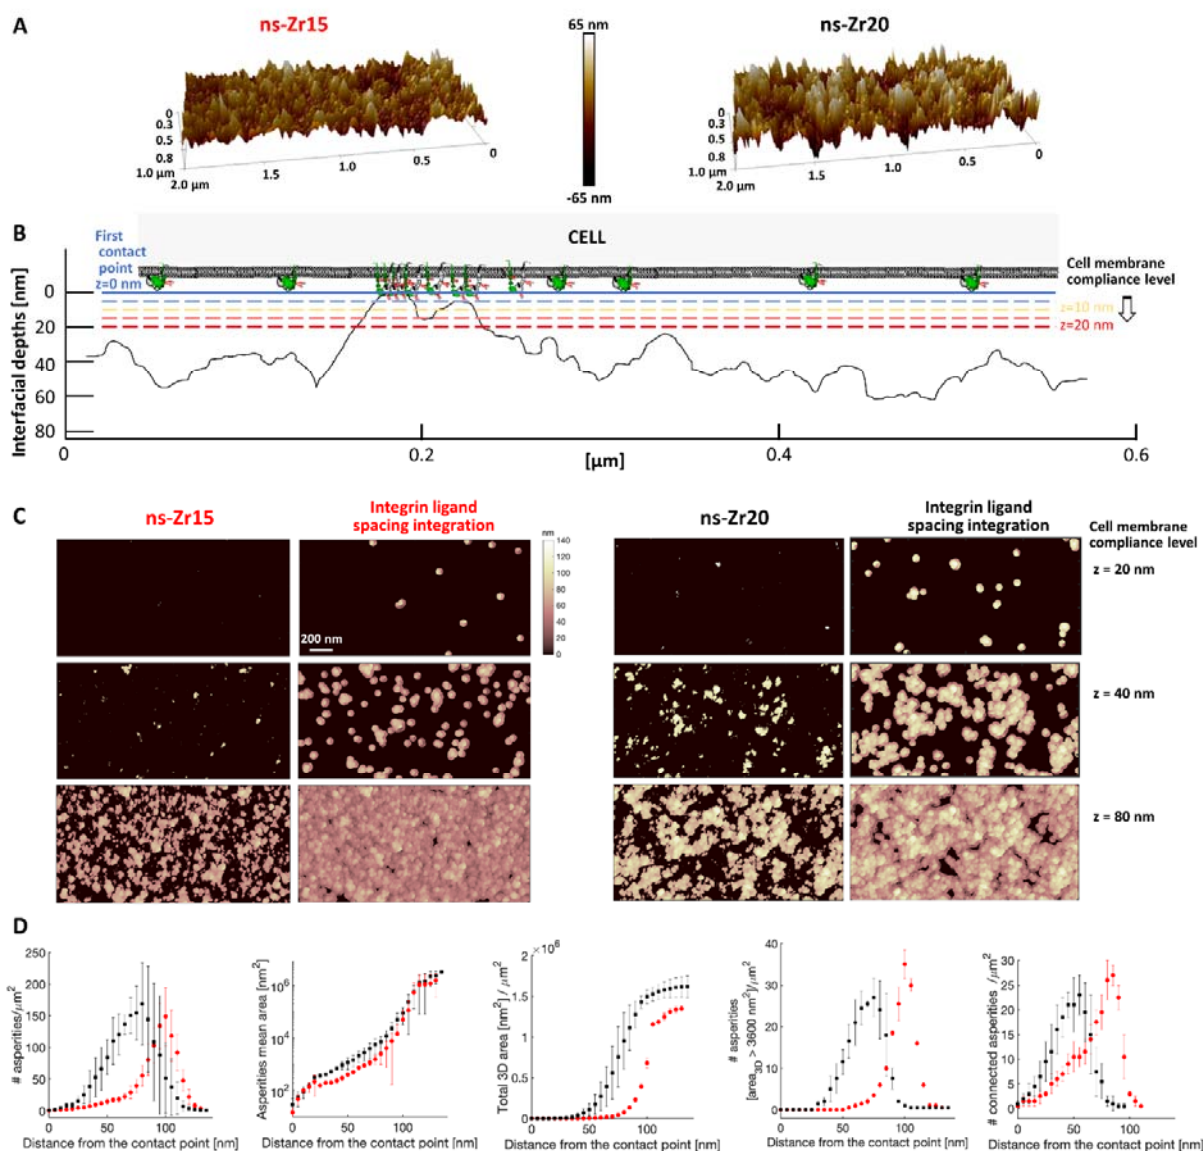 A
ns-Zr15
65 nm
-65 nm
ns-Zr20
0
0.3
0.5
0.8
1.0 µm
2.0 µm
1.5
1.0
0.5
0
0
0.3
0.5
0.8
1.0 µm
2.0 µm
1.5
1.0
0.5
0
B
First
contact
point
z=0 nm
CELL
Cell membrane
compliance level
z=10 nm
z=20 nm
Interfacial depths [nm]
0
20
40
60
80
0
0.2
0.4
0.6
[µm]
C
ns-Zr15
Integrin ligand
spacing integration
nm
140
120
100
80
60
40
20
0
200 nm
ns-Zr20
Integrin ligand
spacing integration
Cell membrane
compliance level
z = 20 nm
z = 40 nm
z = 80 nm
D
# asperities/µm²
250
200
150
100
50
0
0
50
100
Distance from the contact point [nm]
Asperities mean area [nm²]
10⁶
10⁴
10²
0
50
100
Distance from the contact point [nm]
Total 3D area [nm²] / µm²
×10⁶
2
1.5
1
0.5
0
0
50
100
Distance from the contact point [nm]
# asperities
[area3D > 3600 nm²]/µm²
40
30
20
10
0
0
50
100
Distance from the contact point [nm]
# connected asperities /µm²
30
25
20
15
10
5
0
0
50
100
Distance from the contact point [nm]